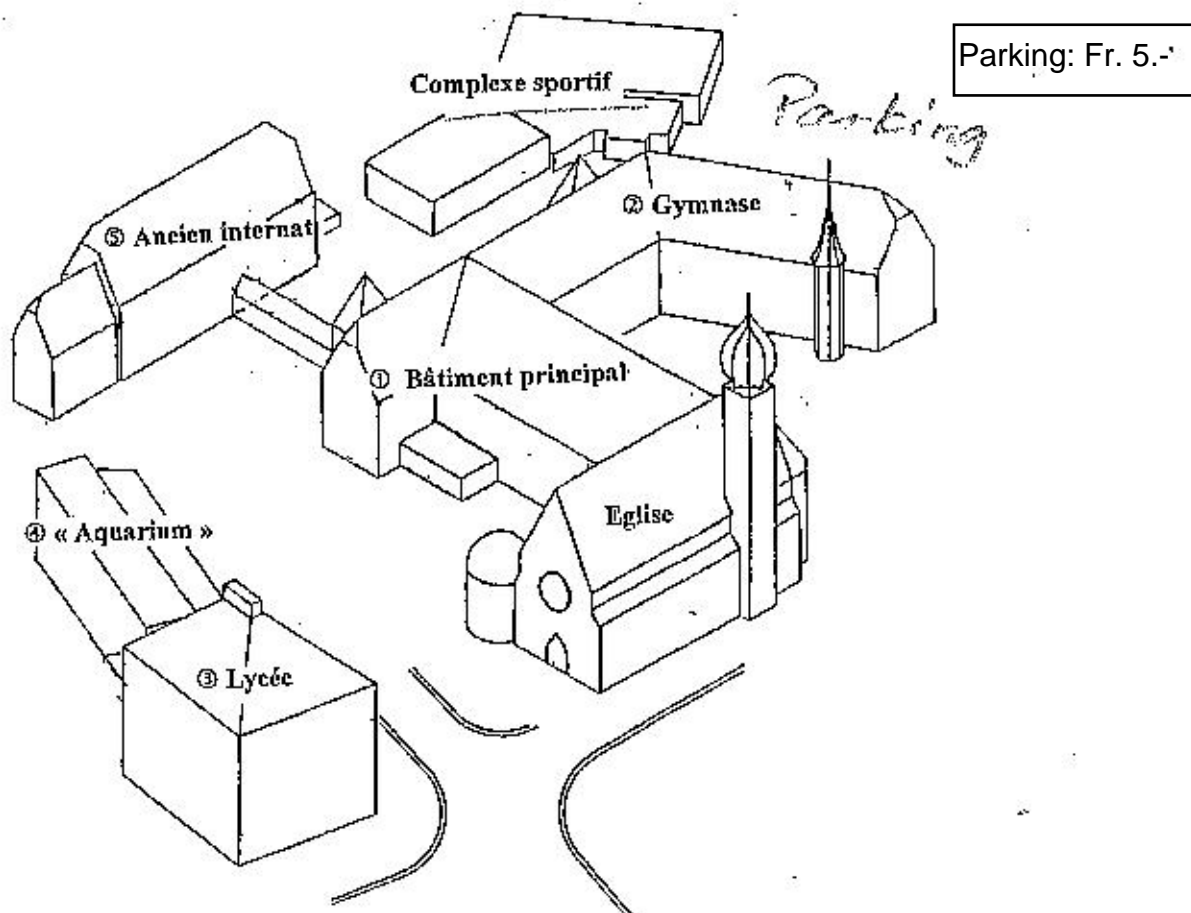 Parking: Fr. 5.-
Complexe sportif
Parking
② Gymnase
⑤ Ancien internat
① Bâtiment principal
Eglise
④ « Aquarium »
③ Lycée